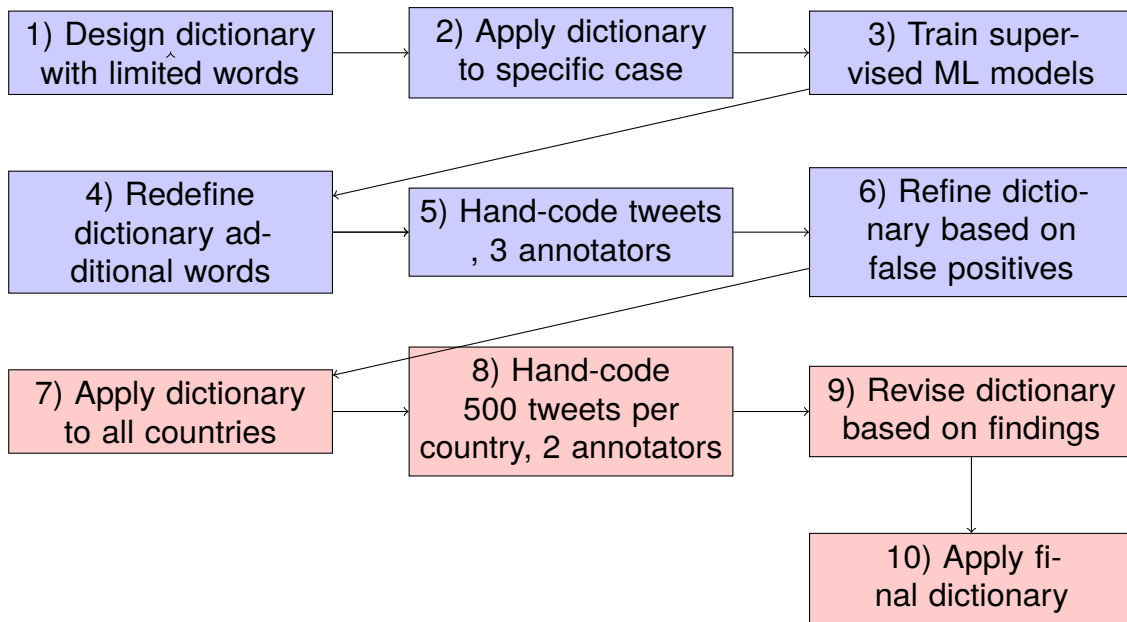 1) Design dictionary
with limited words
2) Apply dictionary
to specific case
3) Train super-
vised ML models
4) Redefine
dictionary ad-
ditional words
5) Hand-code tweets
, 3 annotators
6) Refine dictio-
nary based on
false positives
7) Apply dictionary
to all countries
8) Hand-code
500 tweets per
country, 2 annotators
9) Revise dictionary
based on findings
10) Apply fi-
nal dictionary